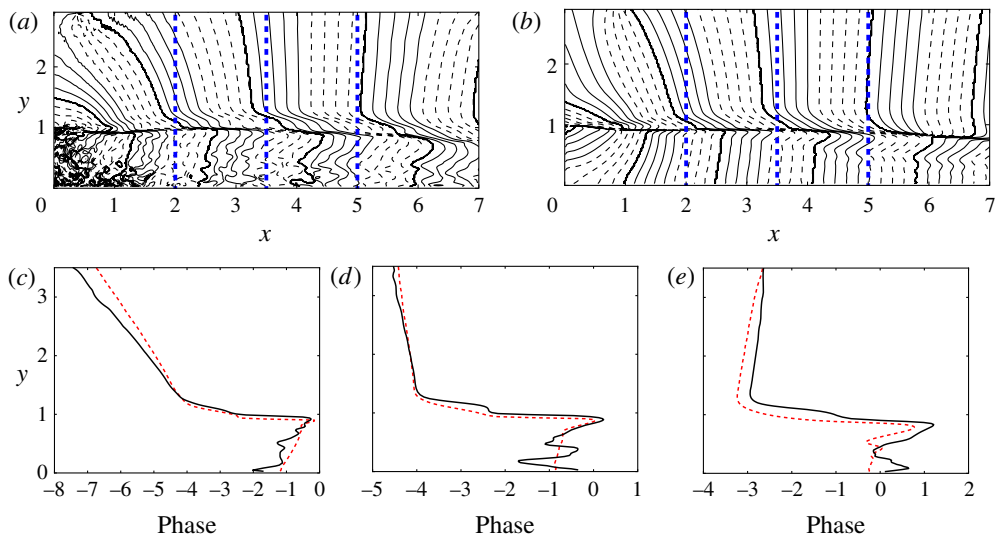 (a) (b)
2 2
y 1 1
0 1 2 3 4 5 6 7 0 1 2 3 4 5 6 7
x x
(c) (d) (e)
3
2
y
1
0
−8 −7 −6 −5 −4 −3 −2 −1 0 −5 −4 −3 −2 −1 0 1 −4 −3 −2 −1 0 1 2
Phase Phase Phase